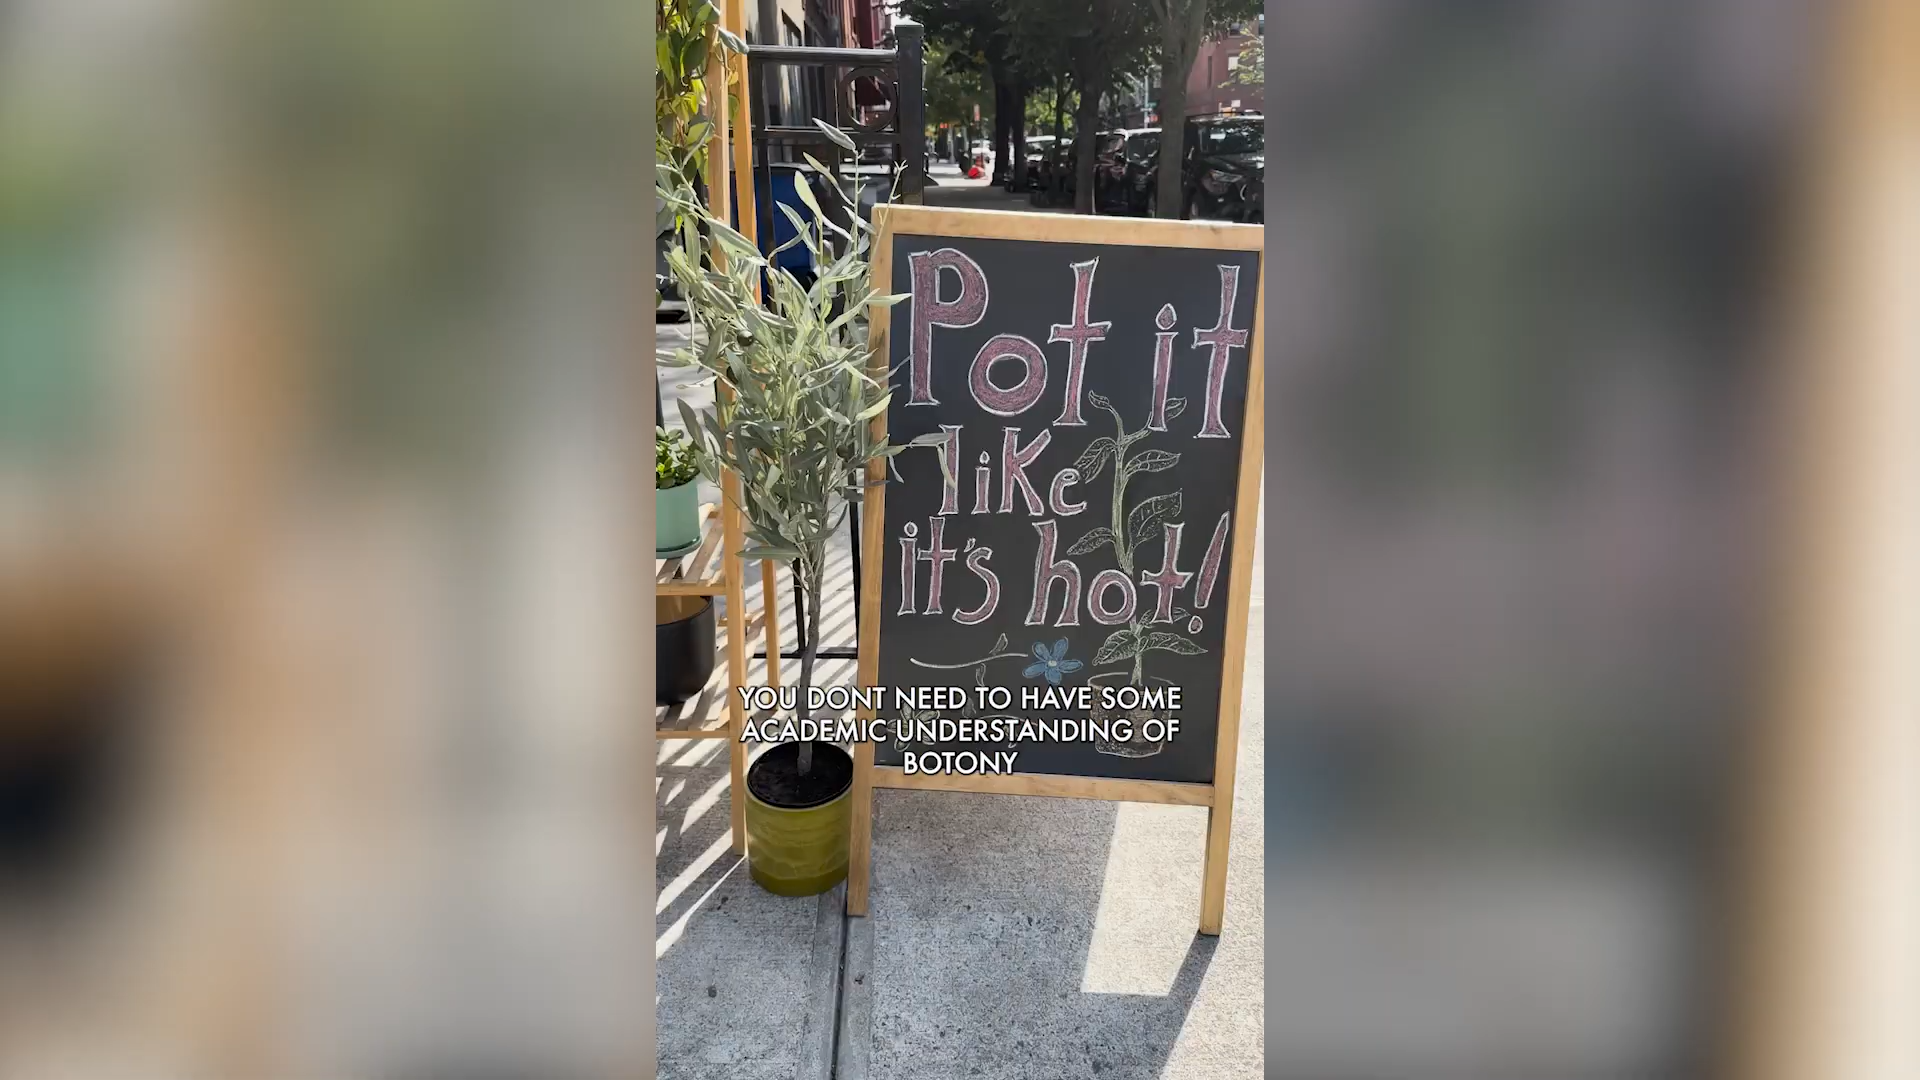 Pot it
like
it's hot!
YOU DONT NEED TO HAVE SOME
ACADEMIC UNDERSTANDING OF
BOTONY